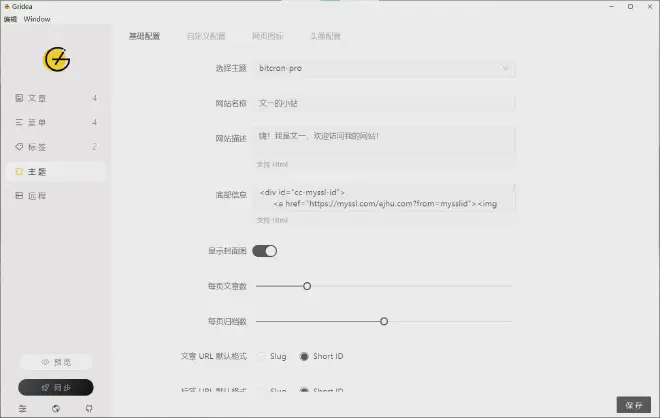 Gridea
编辑 Window
基础配置 自定义配置 网页图标 头像配置
选择主题 bitcron-pro
文章 4
网站名称 文一的小站
菜单 4
网站描述 嗨！我是文一，欢迎访问我的网站！
标签 2
支持 Html
主题
底部信息 <div id="cc-myssl-id">
<a href="https://myssl.com/ejhu.com?from=mysslid"><img
远程
支持 Html
显示封面图
每页文章数
每页归档数
文章 URL 默认格式 Slug Short ID
预览
同步
标签 URL 默认格式 Slug Short ID
保存